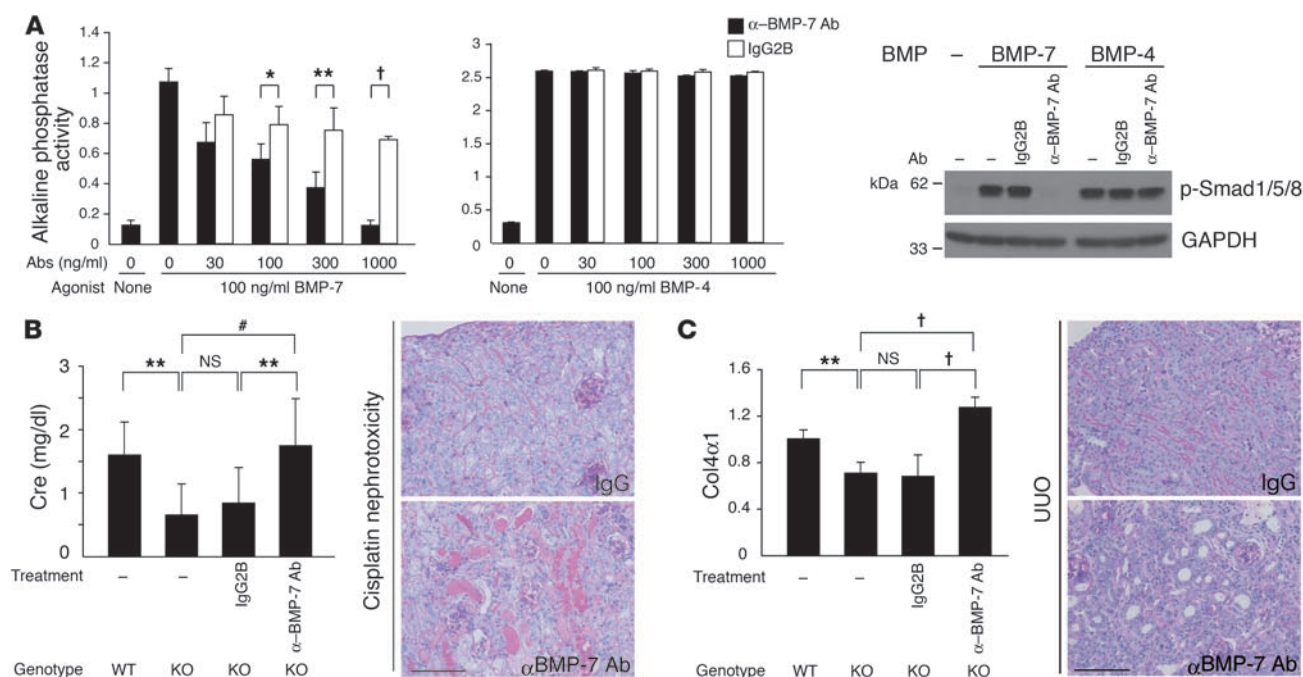 A
Alkaline phosphatase
activity
1.4
1.2
1
0.8
0.6
0.4
0.2
0
* ** †
Abs (ng/ml) 0 0 30 100 300 1000
Agonist None 100 ng/ml BMP-7
3
2.5
2
1.5
1
0.5
0
0 0 30 100 300 1000
None 100 ng/ml BMP-4
α–BMP-7 Ab
IgG2B
BMP – BMP-7 BMP-4
Ab – – IgG2B α–BMP-7 Ab – IgG2B α–BMP-7 Ab
kDa 62 p-Smad1/5/8
33 GAPDH
B
Cre (mg/dl)
3
2
1
0
#
** NS **
Treatment – – IgG2B α–BMP-7 Ab
Genotype WT KO KO KO
Cisplatin nephrotoxicity
IgG
αBMP-7 Ab
C
Col4α1
1.6
1.2
0.8
0.4
0
†
** NS †
Treatment – – IgG2B α–BMP-7 Ab
Genotype WT KO KO KO
UUO
IgG
αBMP-7 Ab